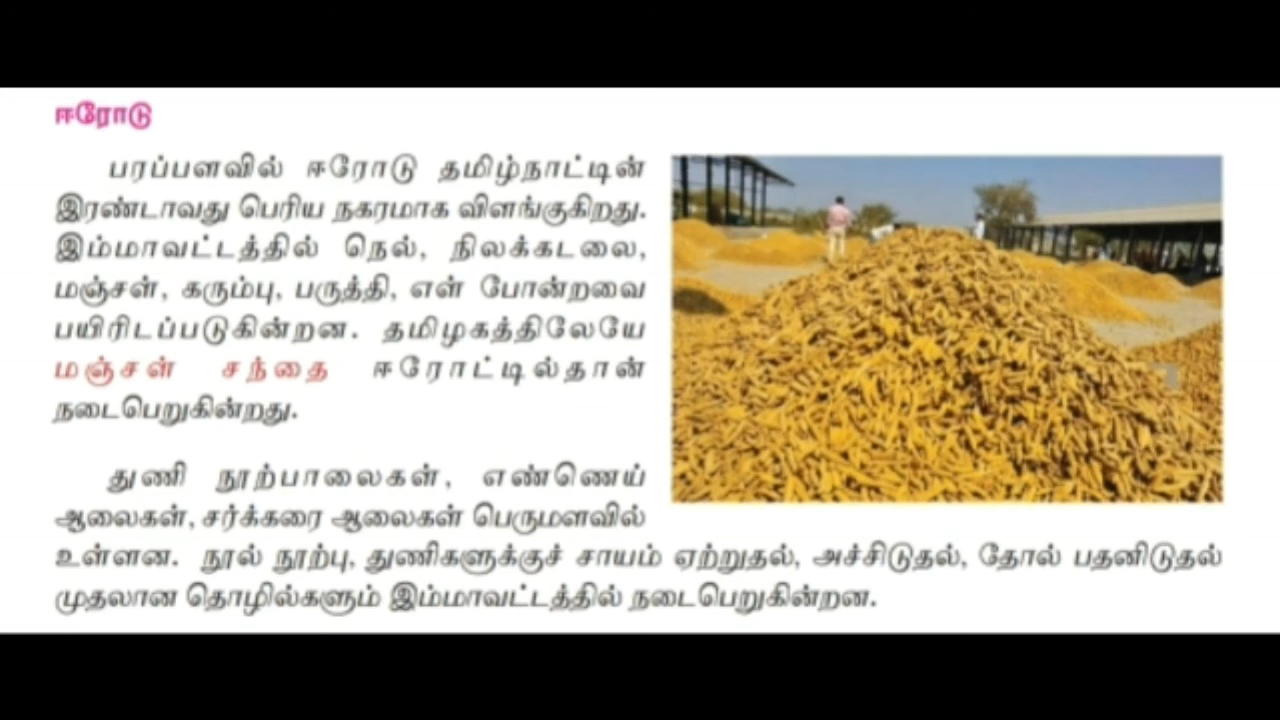 ஈரோடு
பரப்பளவில் ஈரோடு தமிழ்நாட்டின்
இரண்டாவது பெரிய நகரமாக விளங்குகிறது.
இம்மாவட்டத்தில் நெல், நிலக்கடலை,
மஞ்சள், கரும்பு, பருத்தி, எள் போன்றவை
பயிரிடப்படுகின்றன. தமிழகத்திலேயே
மஞ்சள் சந்தை ஈரோட்டில்தான்
நடைபெறுகின்றது.
துணி நூற்பாலைகள், எண்ணெய்
ஆலைகள், சர்க்கரை ஆலைகள் பெருமளவில்
உள்ளன. நூல் நூற்பு, துணிகளுக்குச் சாயம் ஏற்றுதல், அச்சிடுதல், தோல் பதனிடுதல்
முதலான தொழில்களும் இம்மாவட்டத்தில் நடைபெறுகின்றன.